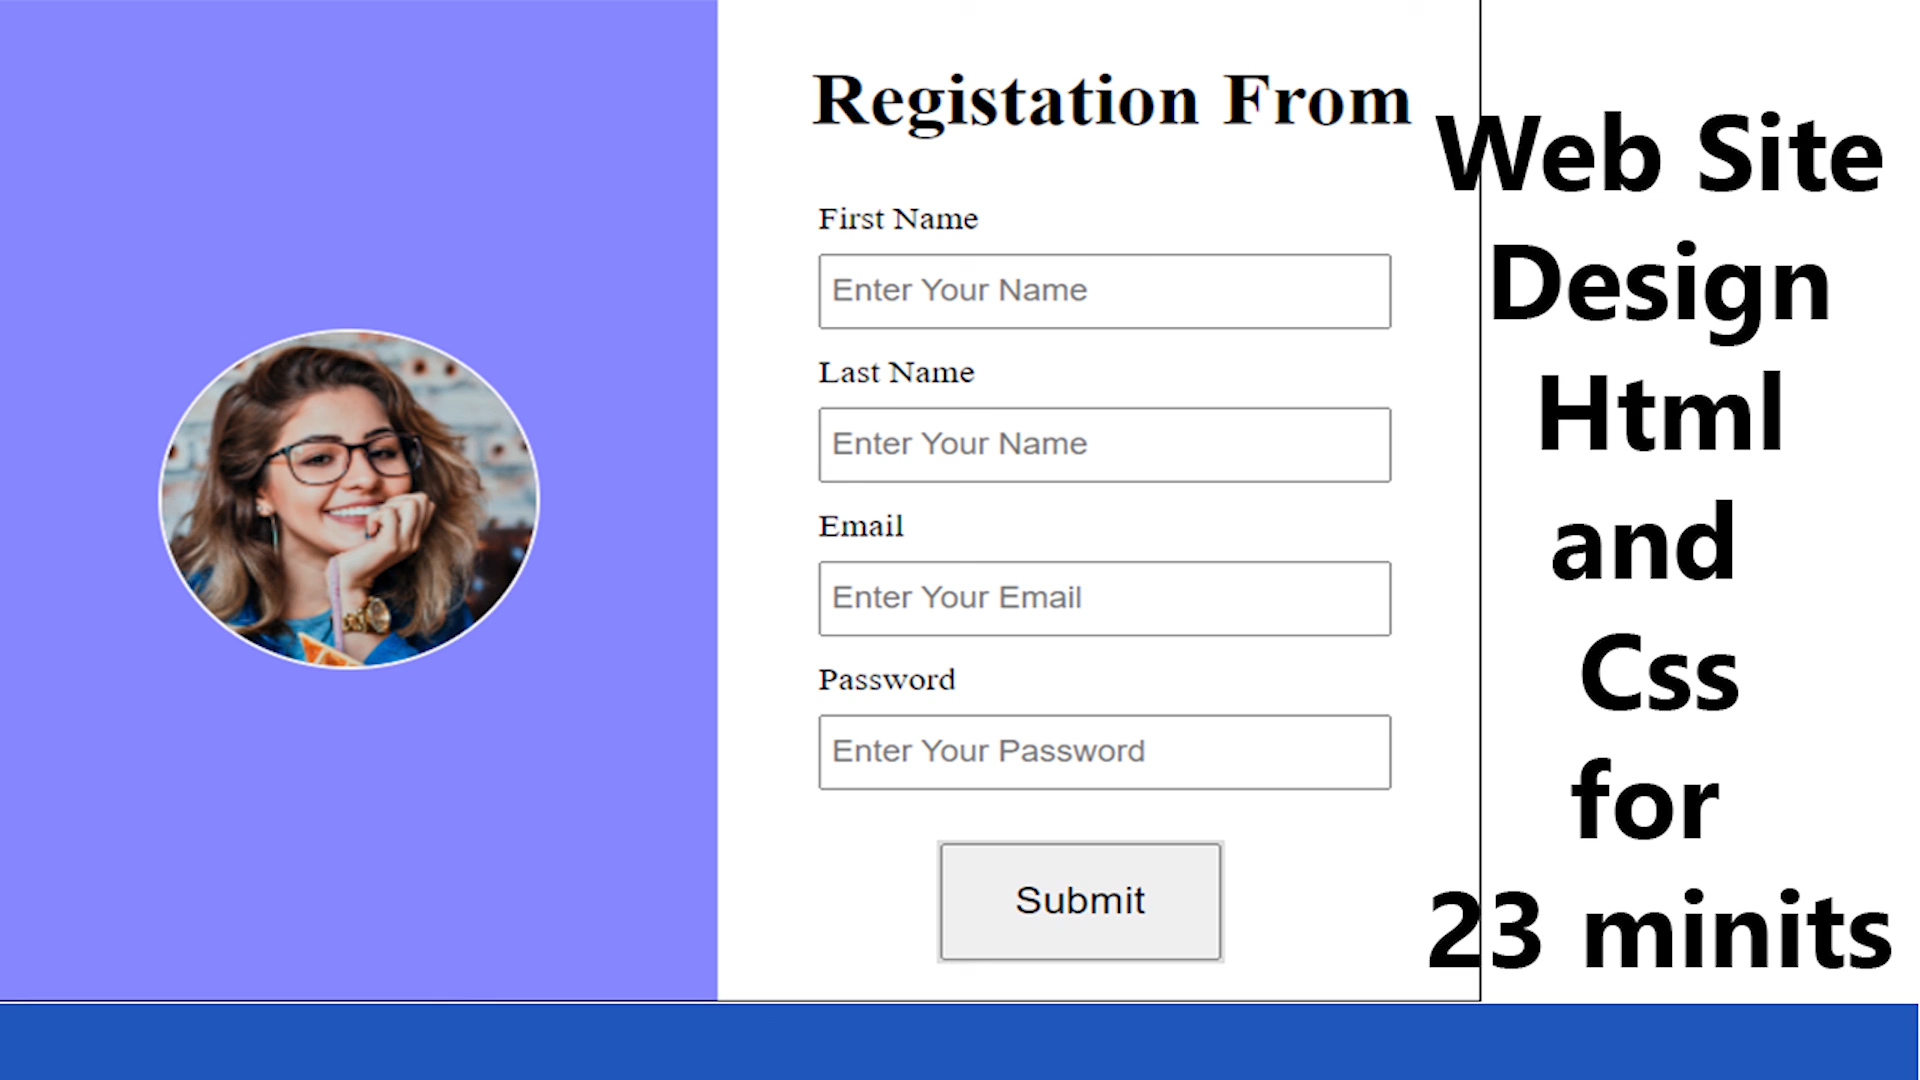 Registation From
First Name
Enter Your Name
Last Name
Enter Your Name
Email
Enter Your Email
Password
Enter Your Password
Submit
Web Site
Design
Html
and
Css
for
23 minits